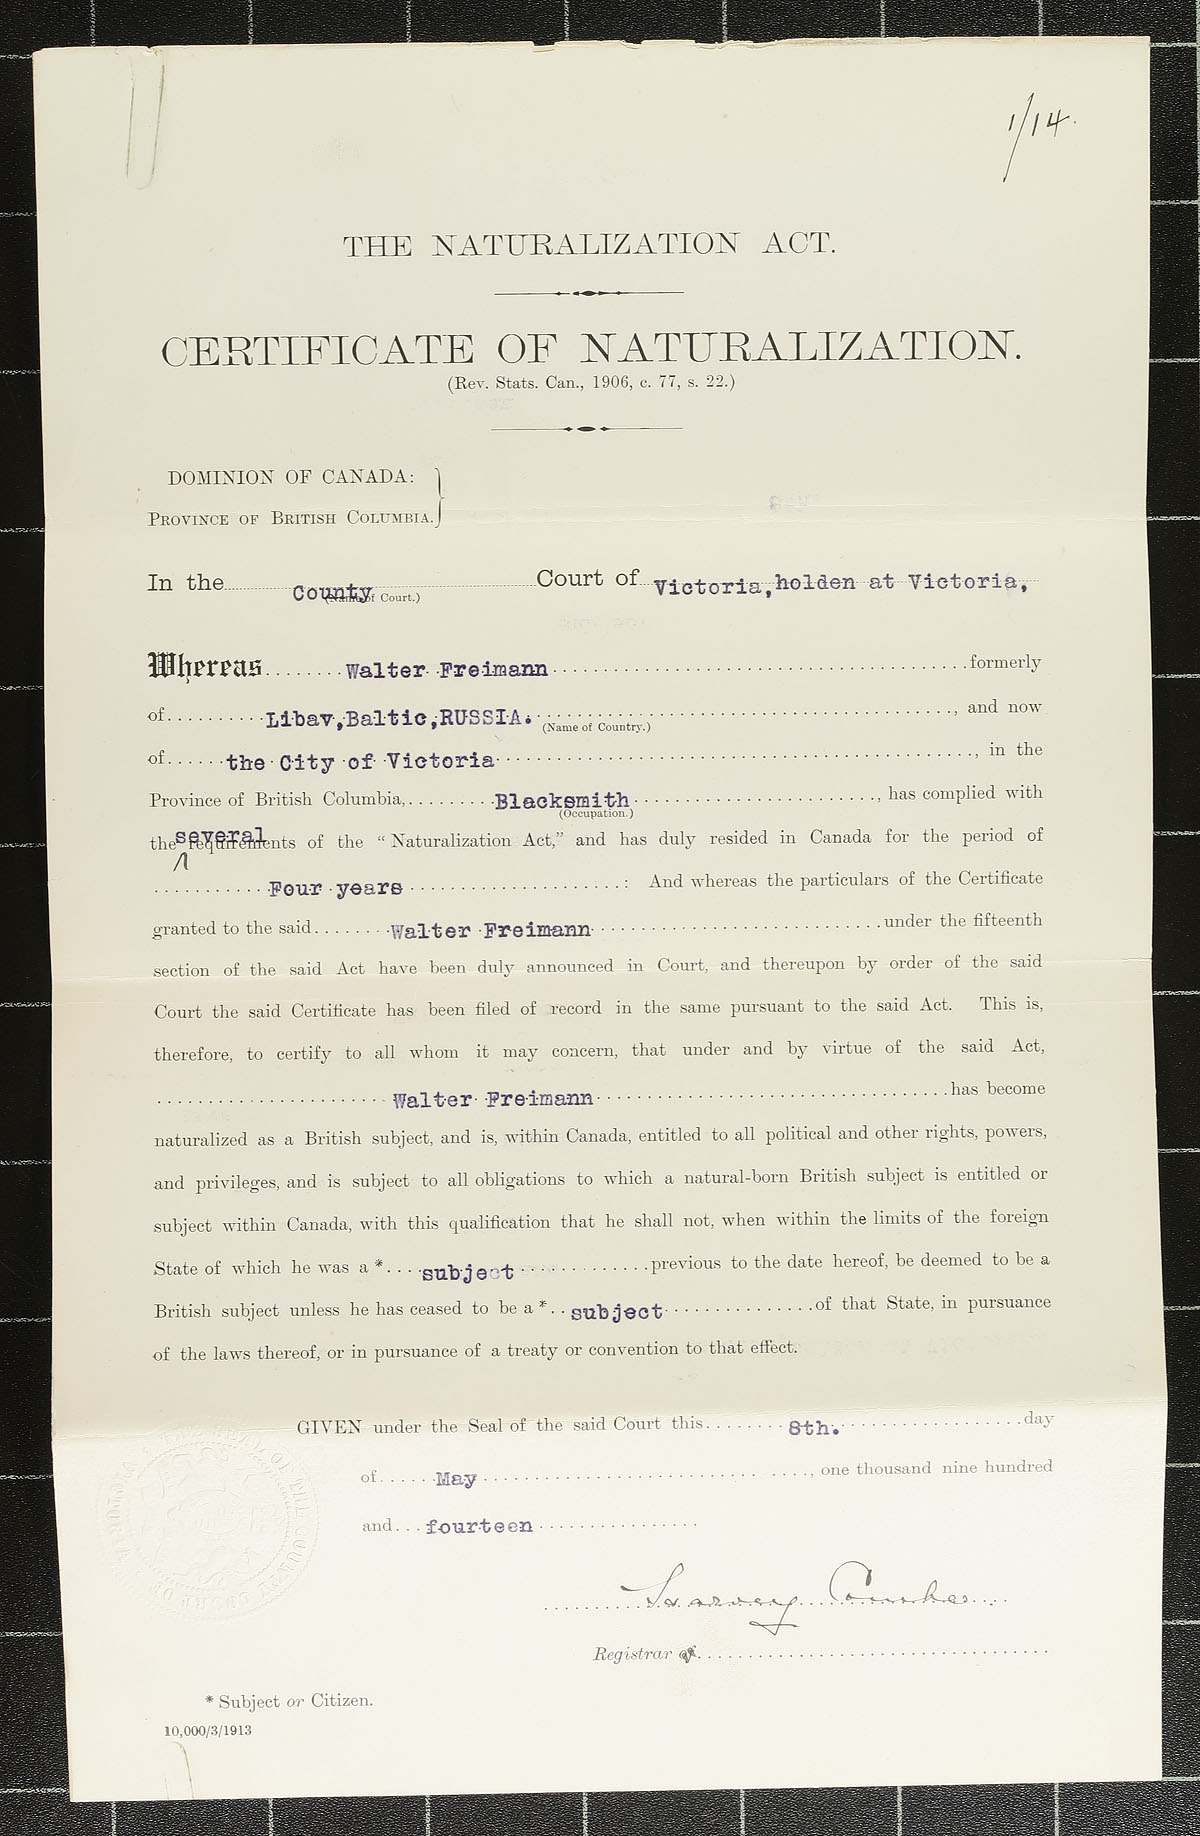 1/14.
THE NATURALIZATION ACT.
CERTIFICATE OF NATURALIZATION.
(Rev. Stats. Can., 1906, c. 77, s. 22.)
DOMINION OF CANADA:
PROVINCE OF BRITISH COLUMBIA.
In the County Court of Victoria, holden at Victoria,
(Name of Court.)
Whereas Walter Freimann formerly
of Libav, Baltic, RUSSIA. , and now
(Name of Country.)
of the City of Victoria , in the
Province of British Columbia, Blacksmith , has complied with
(Occupation.)
the several requirements of the “Naturalization Act,” and has duly resided in Canada for the period of
Four years : And whereas the particulars of the Certificate
granted to the said Walter Freimann under the fifteenth
section of the said Act have been duly announced in Court, and thereupon by order of the said
Court the said Certificate has been filed of record in the same pursuant to the said Act. This is,
therefore, to certify to all whom it may concern, that under and by virtue of the said Act,
Walter Freimann has become
naturalized as a British subject, and is, within Canada, entitled to all political and other rights, powers,
and privileges, and is subject to all obligations to which a natural-born British subject is entitled or
subject within Canada, with this qualification that he shall not, when within the limits of the foreign
State of which he was a * subject previous to the date hereof, be deemed to be a
British subject unless he has ceased to be a * subject of that State, in pursuance
of the laws thereof, or in pursuance of a treaty or convention to that effect.
GIVEN under the Seal of the said Court this 8th. day
of May , one thousand nine hundred
and fourteen
Harvey Combe
Registrar
* Subject or Citizen.
10,000/3/1913